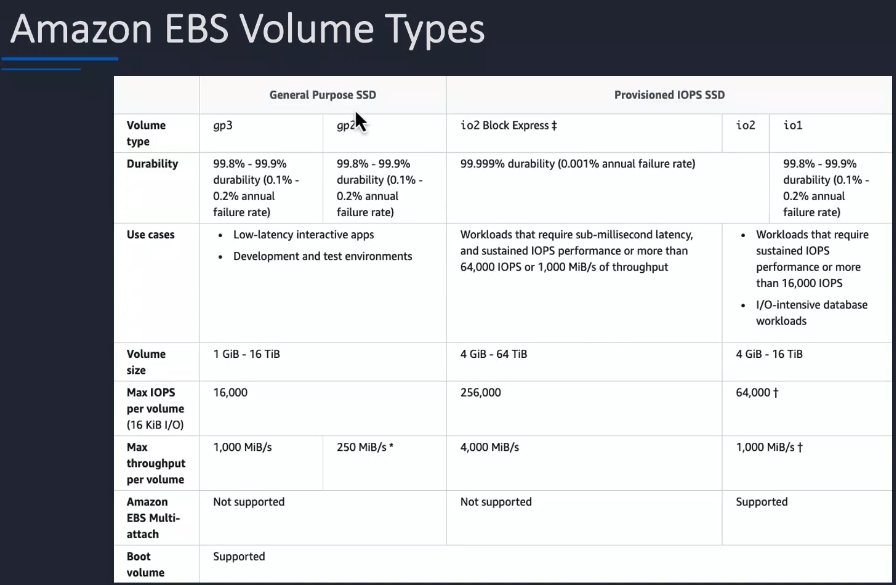 Amazon EBS Volume Types
General Purpose SSD Provisioned IOPS SSD
Volume type gp3 gp2 io2 Block Express ‡ io2 io1
Durability
99.8% - 99.9%
durability (0.1% -
0.2% annual
failure rate)
99.8% - 99.9%
durability (0.1% -
0.2% annual
failure rate)
99.999% durability (0.001% annual failure rate)
99.8% - 99.9%
durability (0.1% -
0.2% annual
failure rate)
Use cases
• Low-latency interactive apps
• Development and test environments
Workloads that require sub-millisecond latency,
and sustained IOPS performance or more than
64,000 IOPS or 1,000 MiB/s of throughput
• Workloads that require
sustained IOPS
performance or more
than 16,000 IOPS
• I/O-intensive database
workloads
Volume
size
1 GiB - 16 TiB
4 GiB - 64 TiB
4 GiB - 16 TiB
Max IOPS
per volume
(16 KiB I/O)
16,000
256,000
64,000 †
Max
throughput
per volume
1,000 MiB/s
250 MiB/s *
4,000 MiB/s
1,000 MiB/s †
Amazon
EBS Multi-
attach
Not supported
Not supported
Supported
Boot
volume
Supported